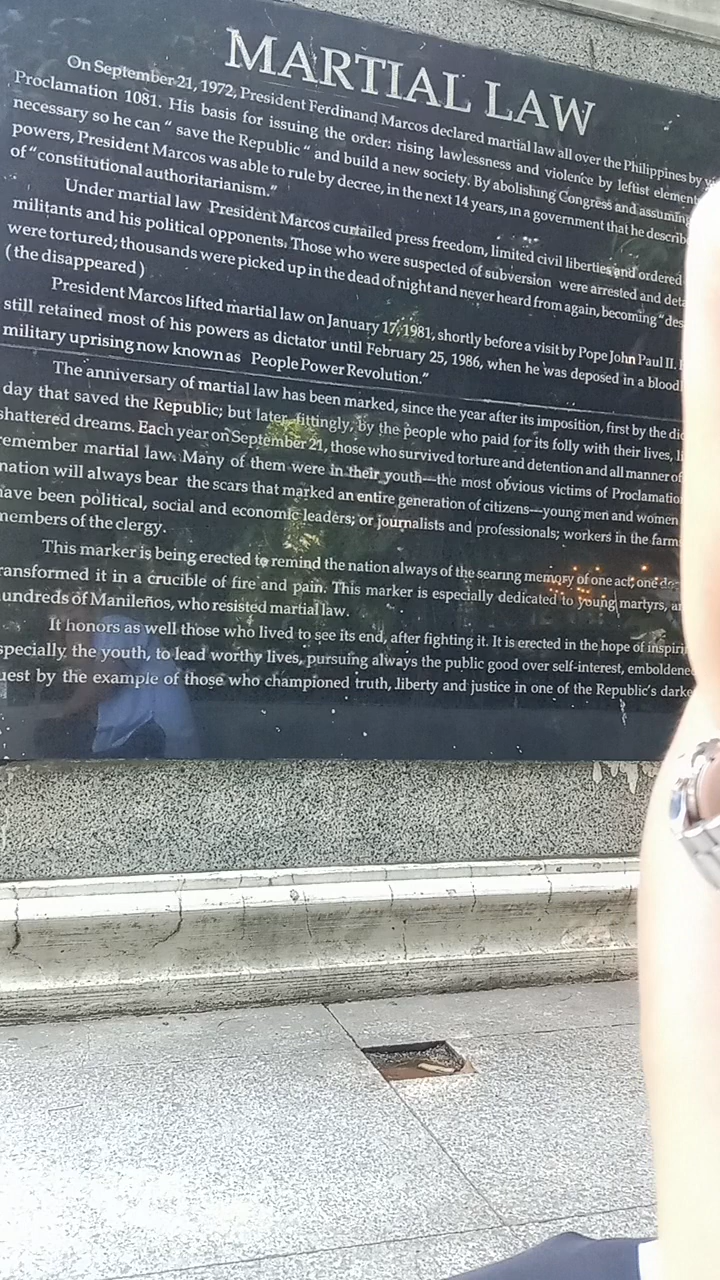 MARTIAL LAW
On September 21, 1972, President Ferdinand Marcos declared martial law all over the Philippines by
Proclamation 1081. His basis for issuing the order: rising lawlessness and violence by leftist element
necessary so he can " save the Republic " and build a new society. By abolishing Congress and assuming
powers, President Marcos was able to rule by decree, in the next 14 years, in a government that he describ
of "constitutional authoritarianism."
Under martial law President Marcos curtailed press freedom, limited civil liberties and ordered
militants and his political opponents. Those who were suspected of subversion were arrested and deta
were tortured; thousands were picked up in the dead of night and never heard from again, becoming "des
( the disappeared )
President Marcos lifted martial law on January 17, 1981, shortly before a visit by Pope John Paul II.
still retained most of his powers as dictator until February 25, 1986, when he was deposed in a blood
military uprising now known as People Power Revolution."
The anniversary of martial law has been marked, since the year after its imposition, first by the dic
day that saved the Republic; but later, fittingly, by the people who paid for its folly with their lives, li
shattered dreams. Each year on September 21, those who survived torture and detention and all manner of
remember martial law. Many of them were in their youth—the most obvious victims of Proclamatio
nation will always bear the scars that marked an entire generation of citizens—young men and women
have been political, social and economic leaders; or journalists and professionals; workers in the farm
members of the clergy.
This marker is being erected to remind the nation always of the searing memory of one act; one de
ransformed it in a crucible of fire and pain. This marker is especially dedicated to young martyrs, an
undreds of Manileños, who resisted martial law.
It honors as well those who lived to see its end, after fighting it. It is erected in the hope of inspiri
specially the youth, to lead worthy lives, pursuing always the public good over self-interest, emboldene
uest by the example of those who championed truth, liberty and justice in one of the Republic's darke